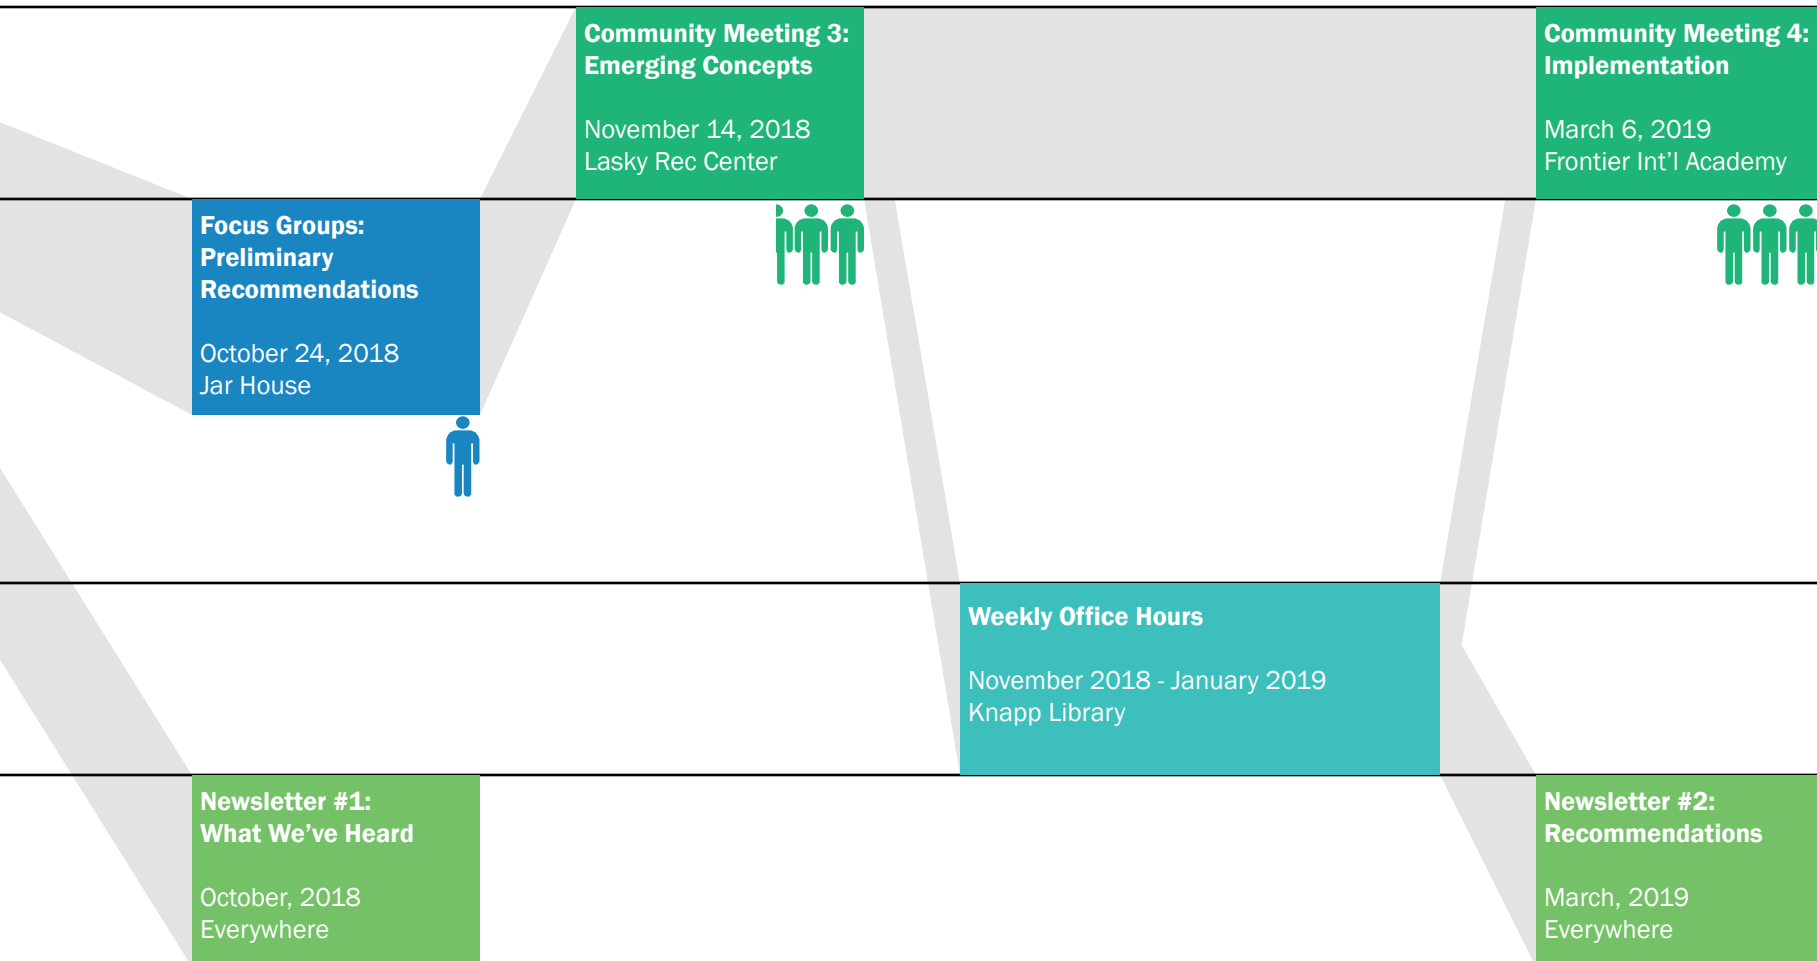 Community Meeting 3:
Emerging Concepts
November 14, 2018
Lasky Rec Center
Community Meeting 4:
Implementation
March 6, 2019
Frontier Int’l Academy
Focus Groups:
Preliminary
Recommendations
October 24, 2018
Jar House
Weekly Office Hours
November 2018 - January 2019
Knapp Library
Newsletter #1:
What We’ve Heard
October, 2018
Everywhere
Newsletter #2:
Recommendations
March, 2019
Everywhere